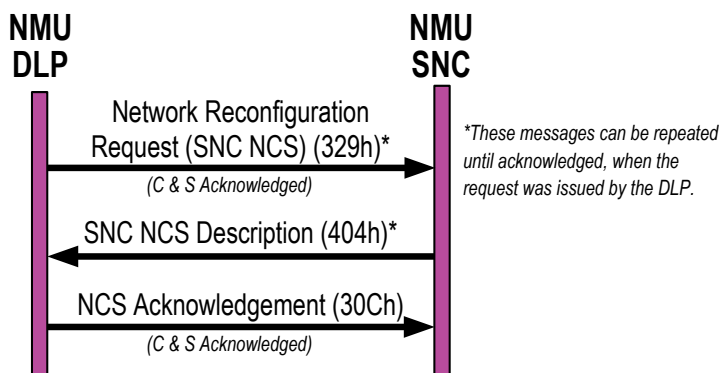 NMU
DLP
NMU
SNC
Network Reconfiguration
Request (SNC NCS) (329h)*
(C & S Acknowledged)
*These messages can be repeated
until acknowledged, when the
request was issued by the DLP.
SNC NCS Description (404h)*
NCS Acknowledgement (30Ch)
(C & S Acknowledged)